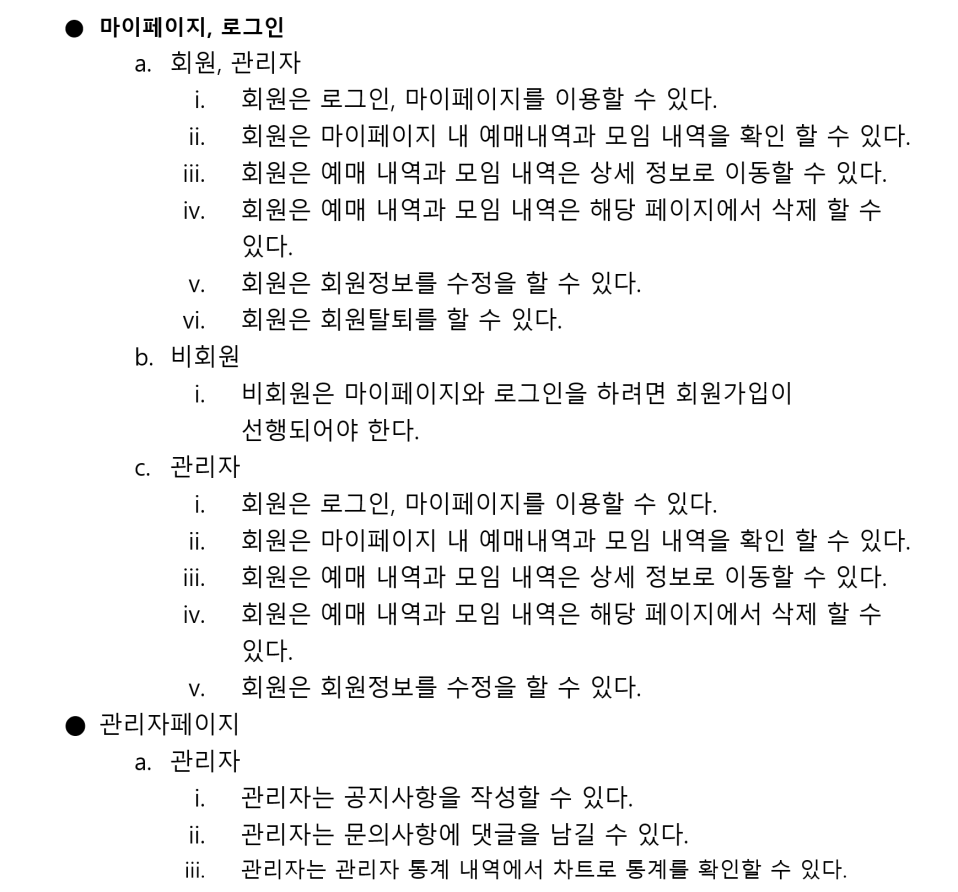 ● 마이페이지, 로그인
a. 회원, 관리자
i. 회원은 로그인, 마이페이지를 이용할 수 있다.
ii. 회원은 마이페이지 내 예매내역과 모임 내역을 확인 할 수 있다.
iii. 회원은 예매 내역과 모임 내역은 상세 정보로 이동할 수 있다.
iv. 회원은 예매 내역과 모임 내역은 해당 페이지에서 삭제 할 수
있다.
v. 회원은 회원정보를 수정을 할 수 있다.
vi. 회원은 회원탈퇴를 할 수 있다.
b. 비회원
i. 비회원은 마이페이지와 로그인을 하려면 회원가입이
선행되어야 한다.
c. 관리자
i. 회원은 로그인, 마이페이지를 이용할 수 있다.
ii. 회원은 마이페이지 내 예매내역과 모임 내역을 확인 할 수 있다.
iii. 회원은 예매 내역과 모임 내역은 상세 정보로 이동할 수 있다.
iv. 회원은 예매 내역과 모임 내역은 해당 페이지에서 삭제 할 수
있다.
v. 회원은 회원정보를 수정을 할 수 있다.
● 관리자페이지
a. 관리자
i. 관리자는 공지사항을 작성할 수 있다.
ii. 관리자는 문의사항에 댓글을 남길 수 있다.
iii. 관리자는 관리자 통계 내역에서 차트로 통계를 확인할 수 있다.